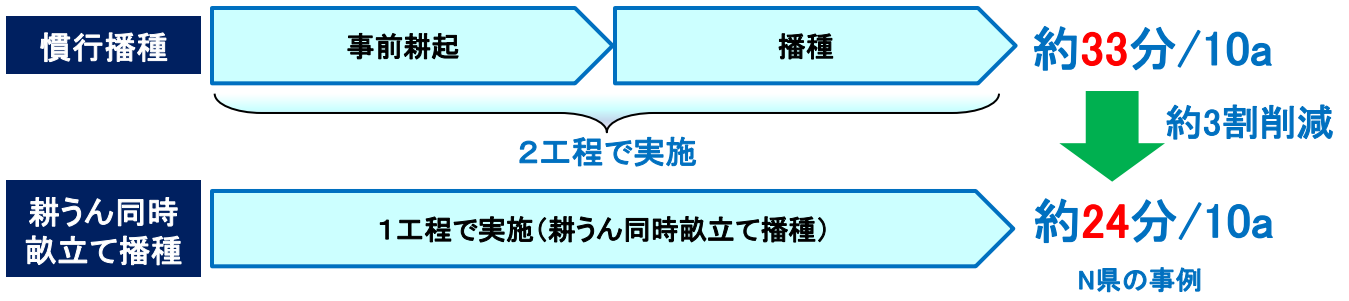 慣行播種
事前耕起
播種
約33分/10a
約3割削減
２工程で実施
耕うん同時
畝立て播種
１工程で実施（耕うん同時畝立て播種）
約24分/10a
N県の事例